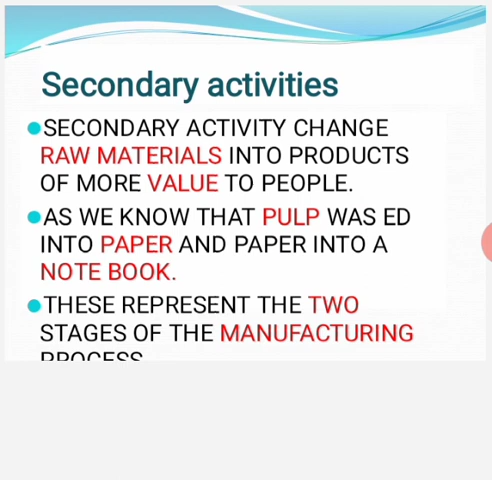 Secondary activities
SECONDARY ACTIVITY CHANGE
RAW MATERIALS INTO PRODUCTS
OF MORE VALUE TO PEOPLE.
AS WE KNOW THAT PULP WAS ED
INTO PAPER AND PAPER INTO A
NOTE BOOK.
THESE REPRESENT THE TWO
STAGES OF THE MANUFACTURING
PROCESS